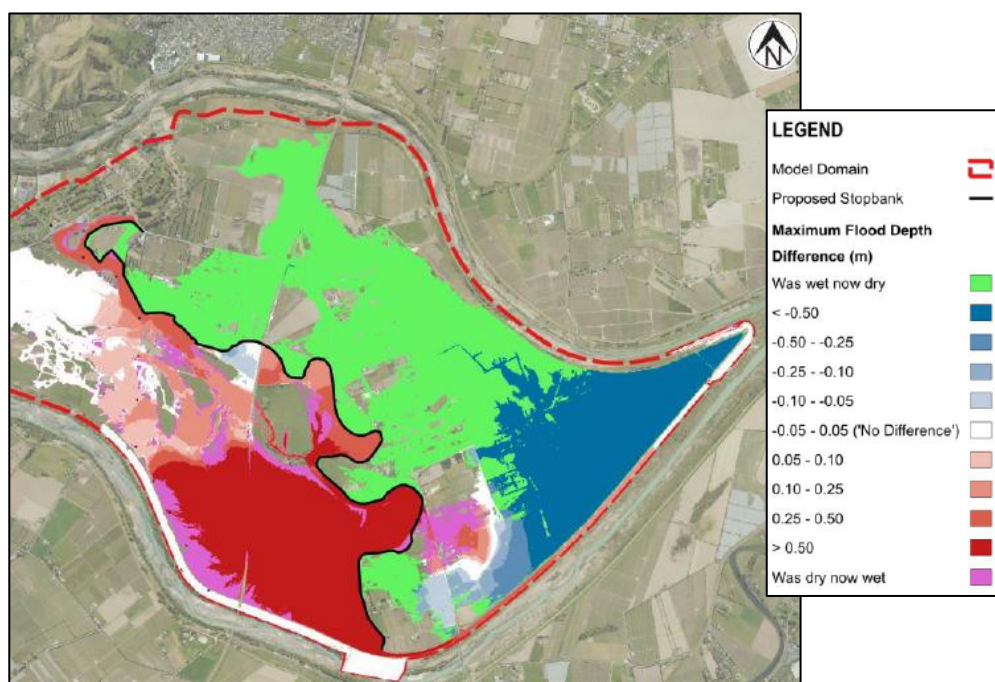 N
LEGEND
Model Domain
Proposed Stopbank
Maximum Flood Depth
Difference (m)
Was wet now dry
< -0.50
-0.50 - -0.25
-0.25 - -0.10
-0.10 - -0.05
-0.05 - 0.05 ('No Difference')
0.05 - 0.10
0.10 - 0.25
0.25 - 0.50
> 0.50
Was dry now wet